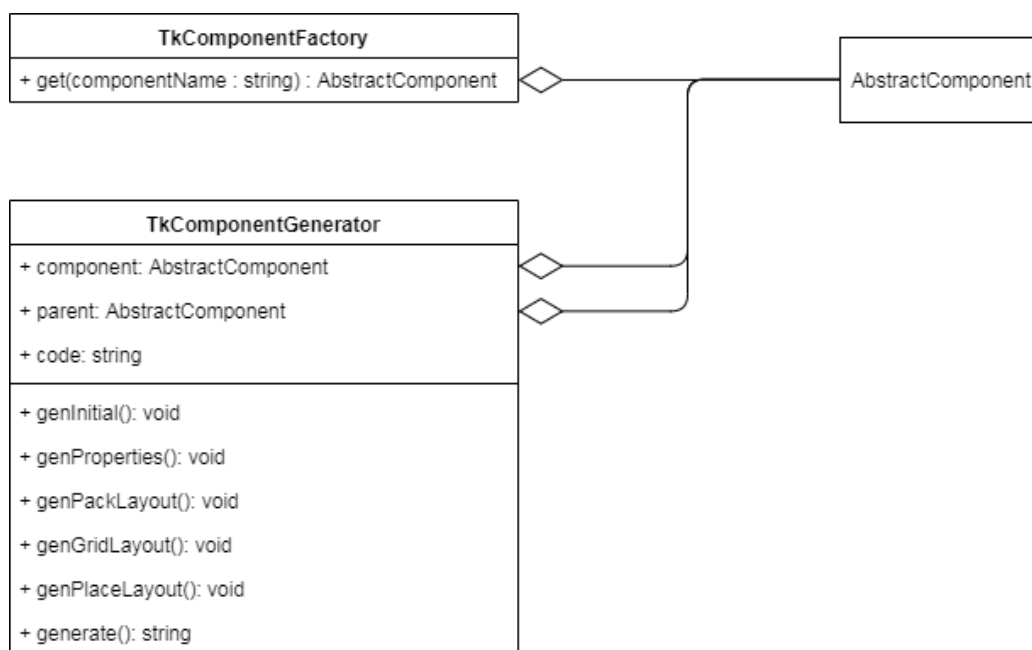 TkComponentFactory
+ get(componentName : string) : AbstractComponent
AbstractComponent
TkComponentGenerator
+ component: AbstractComponent
+ parent: AbstractComponent
+ code: string
+ genInitial(): void
+ genProperties(): void
+ genPackLayout(): void
+ genGridLayout(): void
+ genPlaceLayout(): void
+ generate(): string